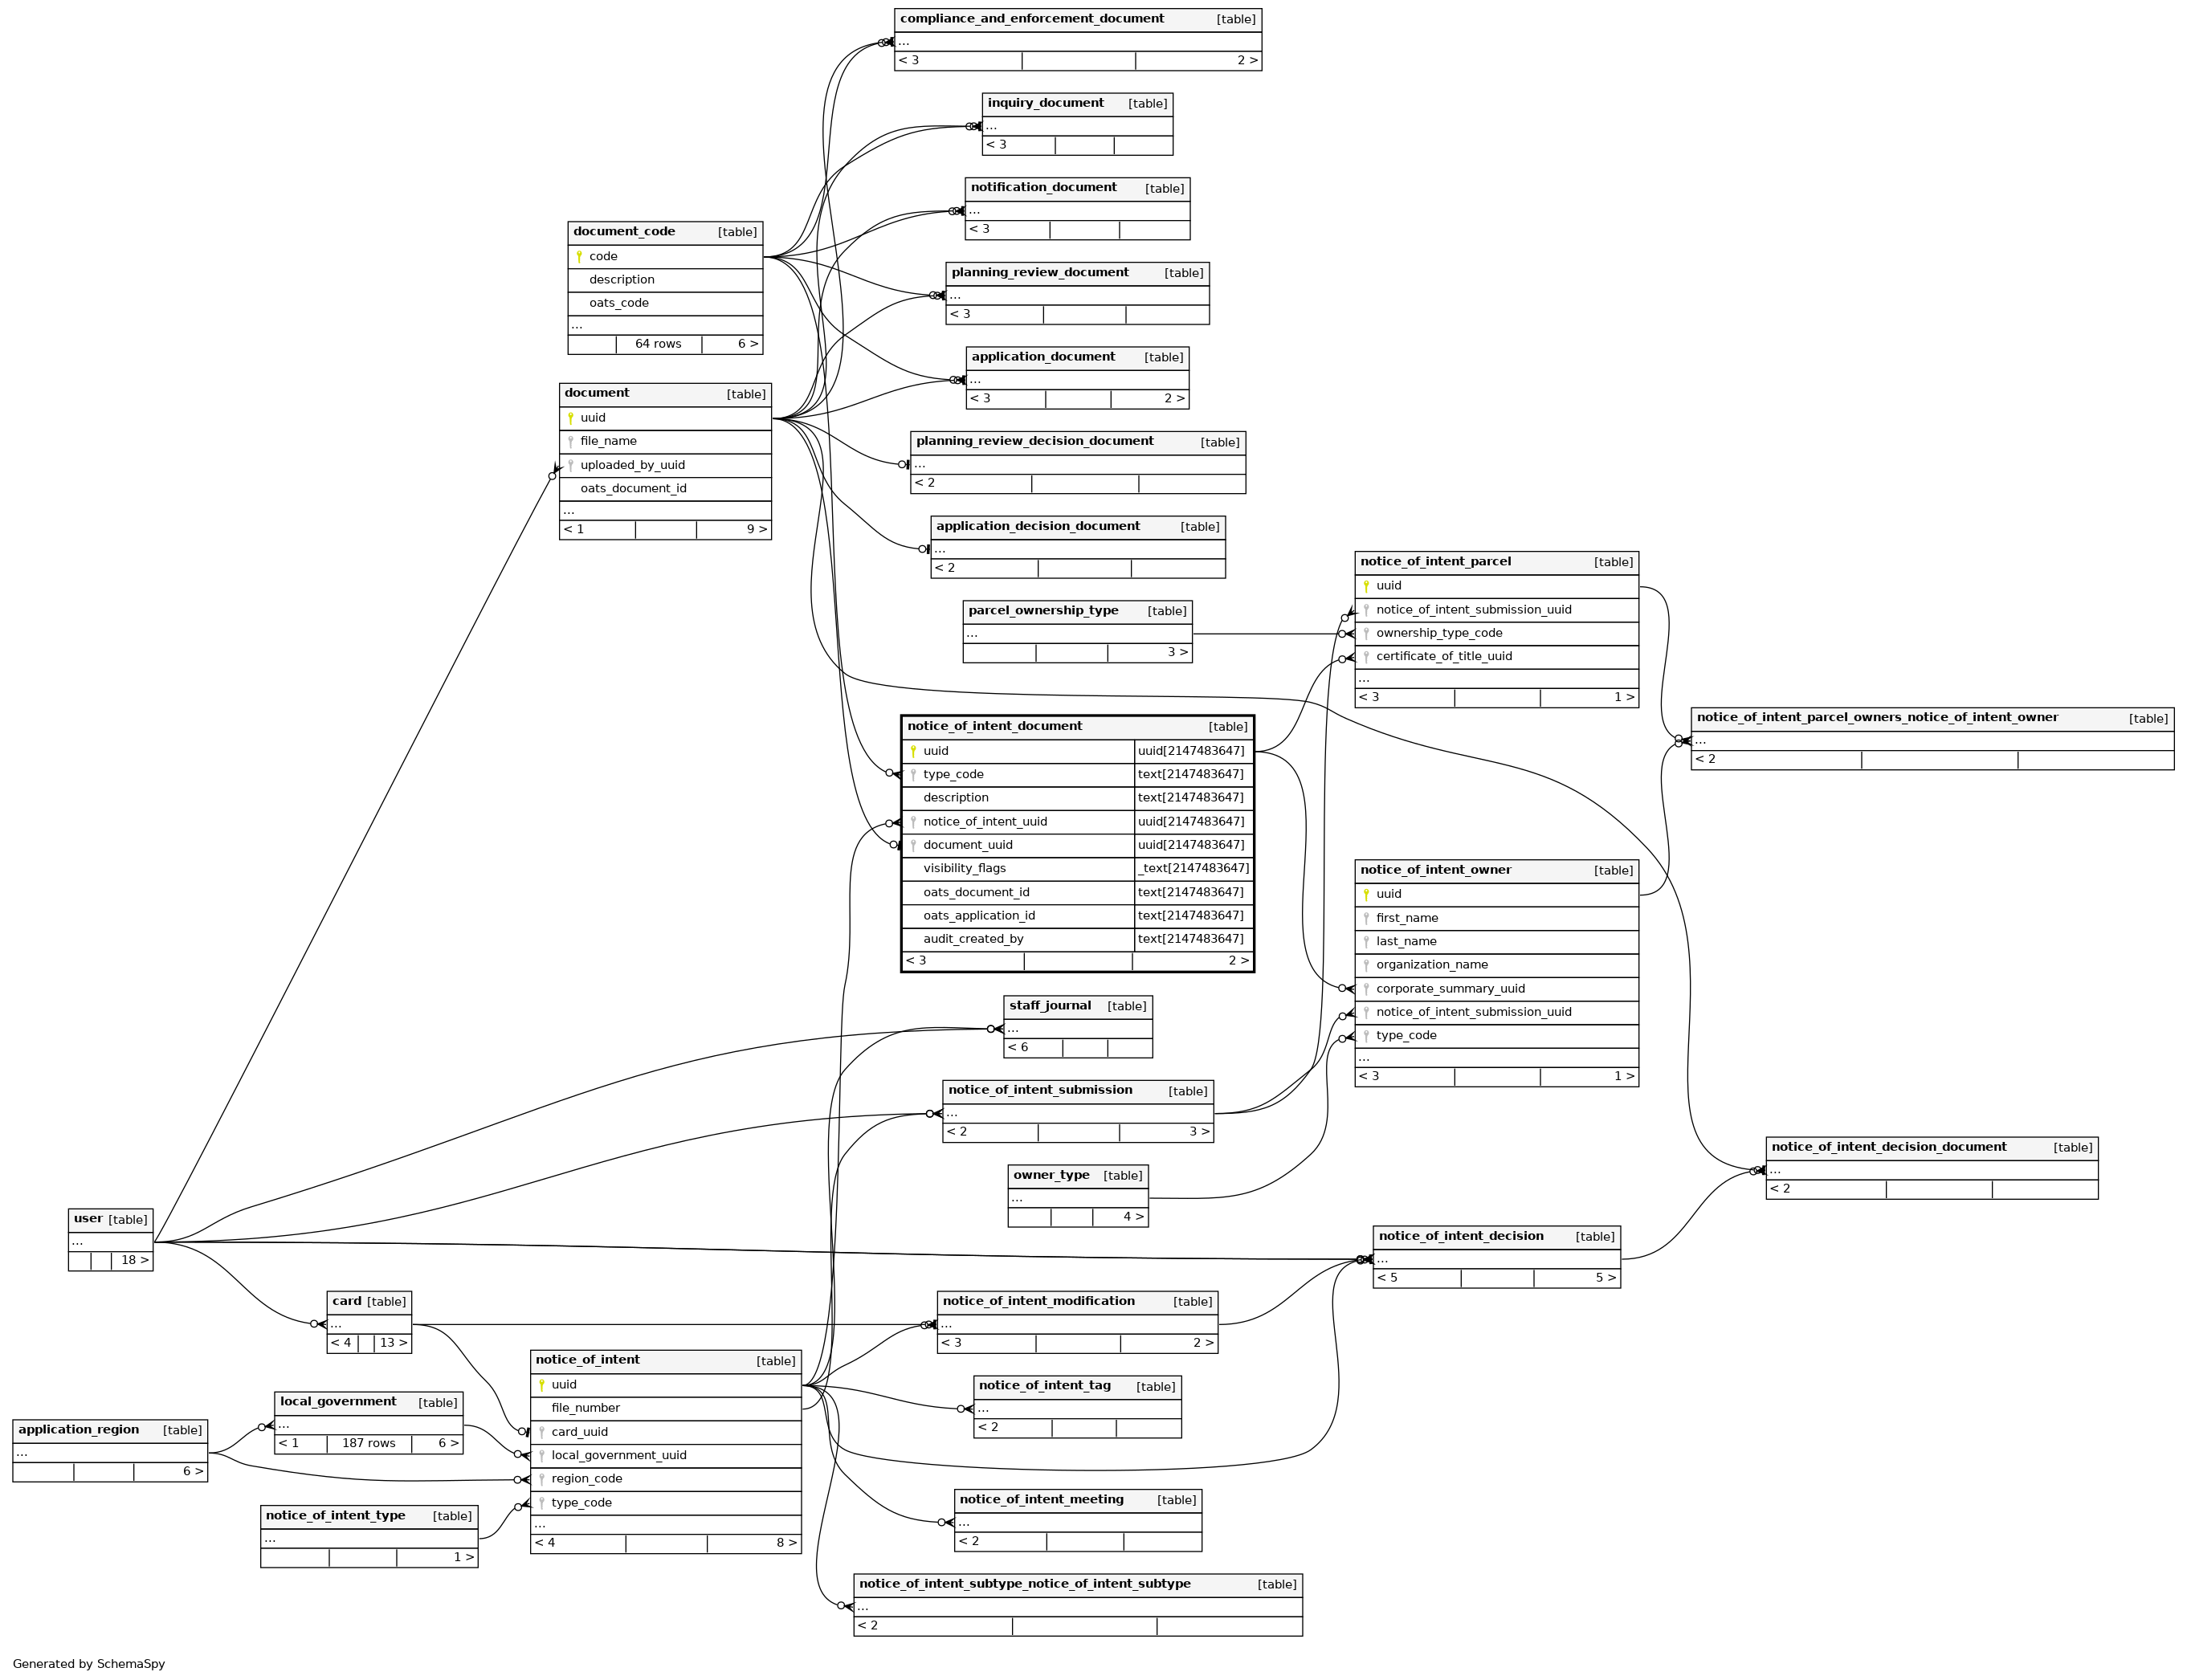 compliance_and_enforcement_document [table]
...
< 3 2 >
inquiry_document [table]
...
< 3
notification_document [table]
...
< 3
document_code [table]
code
description
oats_code
...
64 rows 6 >
planning_review_document [table]
...
< 3
application_document [table]
...
< 3 2 >
document [table]
uuid
file_name
uploaded_by_uuid
oats_document_id
...
< 1 9 >
planning_review_decision_document [table]
...
< 2
application_decision_document [table]
...
< 2
parcel_ownership_type [table]
...
3 >
notice_of_intent_parcel [table]
uuid
notice_of_intent_submission_uuid
ownership_type_code
certificate_of_title_uuid
...
< 3 1 >
notice_of_intent_parcel_owners_notice_of_intent_owner [table]
...
< 2
notice_of_intent_document [table]
uuid uuid[2147483647]
type_code text[2147483647]
description text[2147483647]
notice_of_intent_uuid uuid[2147483647]
document_uuid uuid[2147483647]
visibility_flags _text[2147483647]
oats_document_id text[2147483647]
oats_application_id text[2147483647]
audit_created_by text[2147483647]
< 3 2 >
notice_of_intent_owner [table]
uuid
first_name
last_name
organization_name
corporate_summary_uuid
notice_of_intent_submission_uuid
type_code
...
< 3 1 >
staff_journal [table]
...
< 6
notice_of_intent_submission [table]
...
< 2 3 >
owner_type [table]
...
4 >
notice_of_intent_decision_document [table]
...
< 2
user [table]
...
18 >
notice_of_intent_decision [table]
...
< 5 5 >
card [table]
...
< 4 13 >
notice_of_intent_modification [table]
...
< 3 2 >
notice_of_intent [table]
uuid
file_number
card_uuid
local_government_uuid
region_code
type_code
...
< 4 8 >
notice_of_intent_tag [table]
...
< 2
local_government [table]
...
< 1 187 rows 6 >
application_region [table]
...
6 >
notice_of_intent_type [table]
...
1 >
notice_of_intent_meeting [table]
...
< 2
notice_of_intent_subtype_notice_of_intent_subtype [table]
...
< 2
Generated by SchemaSpy